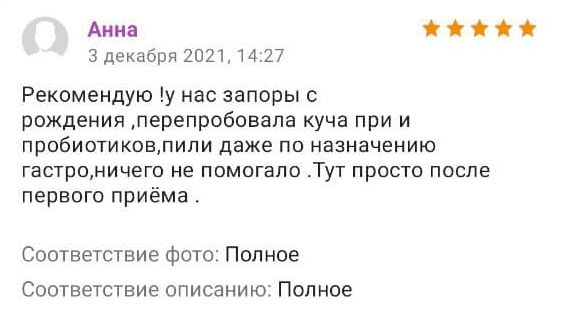 Анна
3 декабря 2021, 14:27
Рекомендую !у нас запоры с
рождения ,перепробовала куча при и
пробиотиков,пили даже по назначению
гастро,ничего не помогало .Тут просто после
первого приёма .
Соответствие фото: Полное
Соответствие описанию: Полное